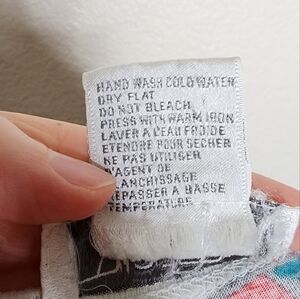 HAND WASH COLD WATER
DRY FLAT
DO NOT BLEACH
PRESS WITH WARM IRON
LAVER A L'EAU FROIDE
ETENDRE POUR SECHER
NE PAS UTILISER
D'AGENT DE
BLANCHISSAGE
REPASSER A BASSE
TEMPERATURE